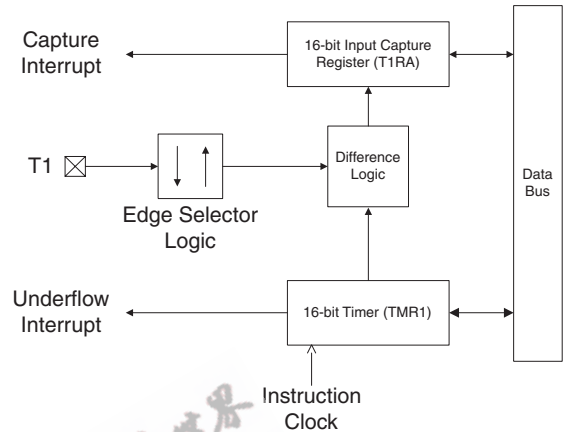 Capture
Interrupt
16-bit Input Capture
Register (T1RA)
T1
Difference
Logic
Data
Bus
Edge Selector
Logic
Underflow
Interrupt
16-bit Timer (TMR1)
Instruction
Clock